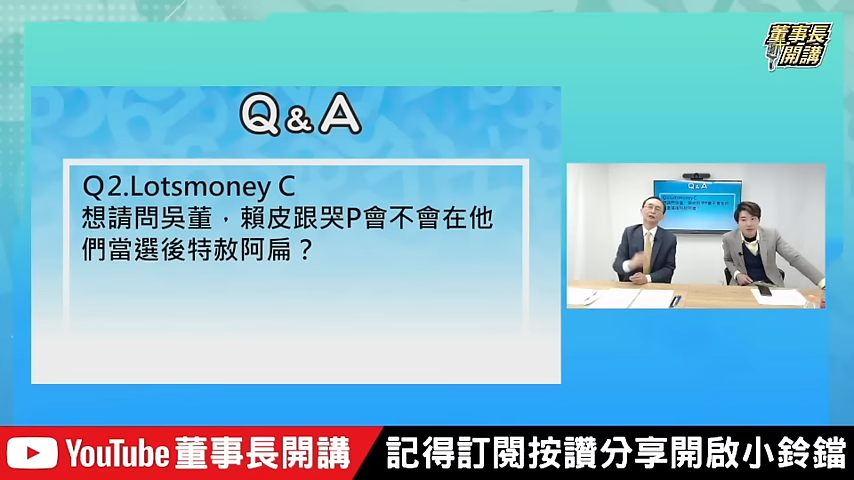 董事長
開講
Q & A
Q2.Lotsmoney C
想請問吳董，賴皮跟哭P會不會在他
們當選後特赦阿扁？
Q & A
Q2.Lotsmoney C
YouTube 董事長開講
記得訂閱按讚分享開啟小鈴鐺